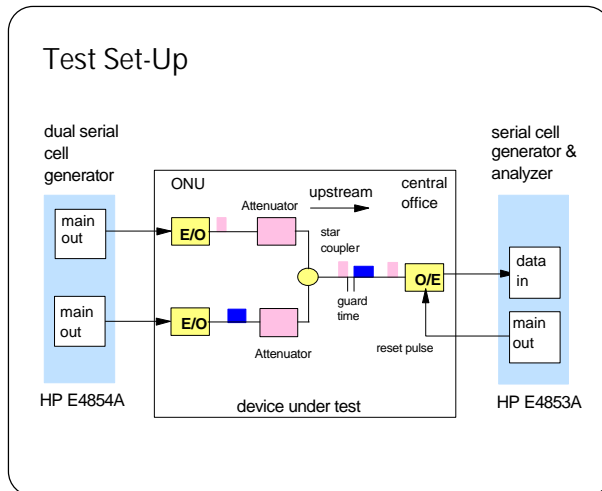 Test Set-Up
dual serial
cell
generator
main
out
main
out
HP E4854A
ONU
E/O
E/O
Attenuator
Attenuator
upstream
star
coupler
guard
time
central
office
O/E
reset pulse
device under test
serial cell
generator &
analyzer
data
in
main
out
HP E4853A